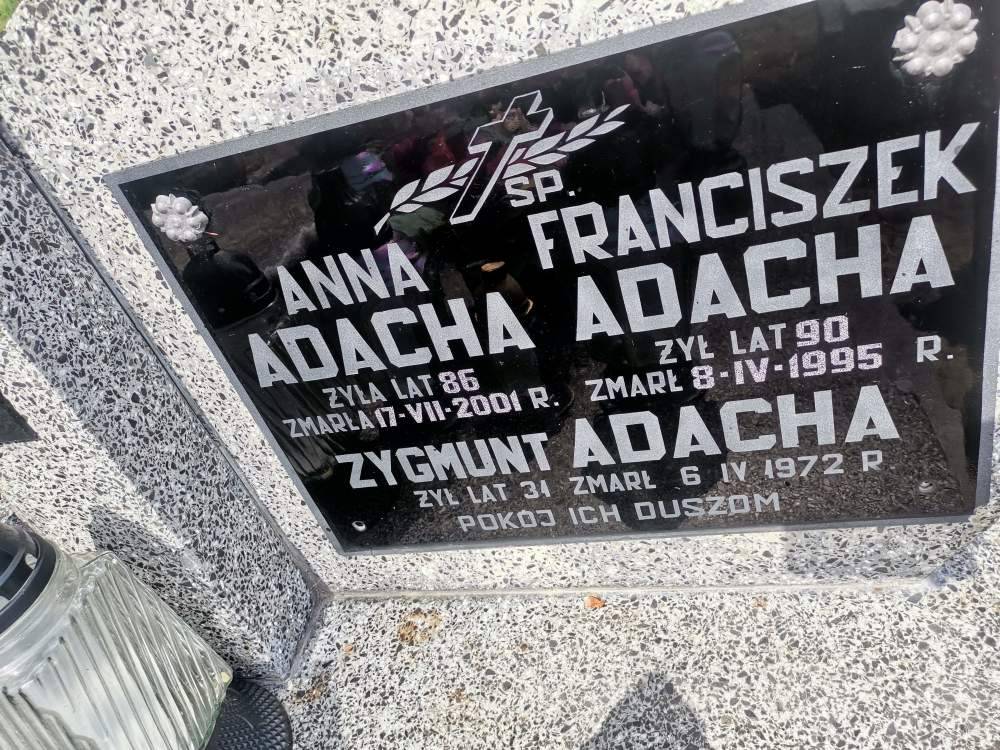 ŚP.
ANNA
ADACHA
ŻYŁA LAT 86
ZMARŁA 17-VII-2001 R.
FRANCISZEK
ADACHA
ŻYŁ LAT 90
ZMARŁ 8-IV-1995 R.
ZYGMUNT ADACHA
ŻYŁ LAT 31 ZMARŁ 6 IV 1972 R
POKÓJ ICH DUSZOM